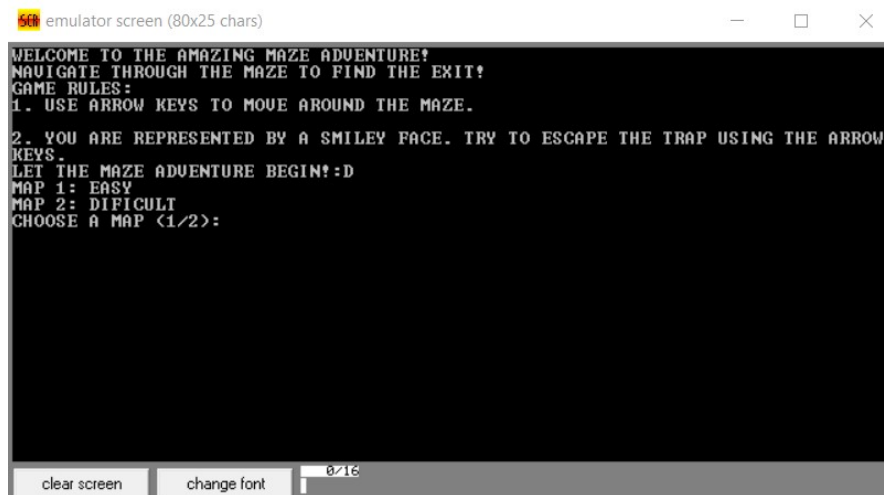 SCR emulator screen (80x25 chars)
WELCOME TO THE AMAZING MAZE ADVENTURE!
NAVIGATE THROUGH THE MAZE TO FIND THE EXIT!
GAME RULES:
1. USE ARROW KEYS TO MOVE AROUND THE MAZE.
2. YOU ARE REPRESENTED BY A SMILEY FACE. TRY TO ESCAPE THE TRAP USING THE ARROW
KEYS.
LET THE MAZE ADVENTURE BEGIN!:D
MAP 1: EASY
MAP 2: DIFICULT
CHOOSE A MAP (1/2):
clear screen change font 0/16